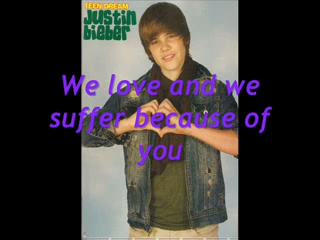 TEEN DREAM
justin
bieber
We love and we
suffer because of
you